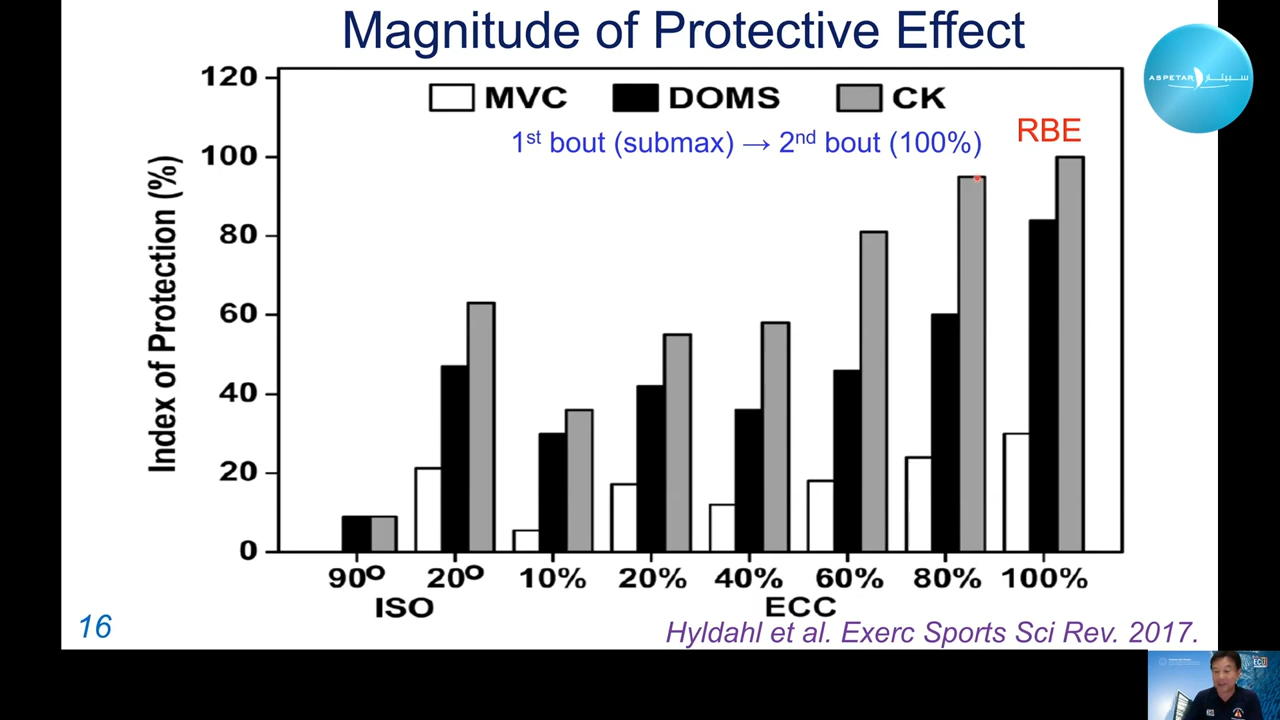 Magnitude of Protective Effect
ASPETAR سبيتار
MVC DOMS CK
1st bout (submax) → 2nd bout (100%)
RBE
Index of Protection (%)
120
100
80
60
40
20
0
90º 20º 10% 20% 40% 60% 80% 100%
ISO ECC
16
Hyldahl et al. Exerc Sports Sci Rev. 2017.
ECU